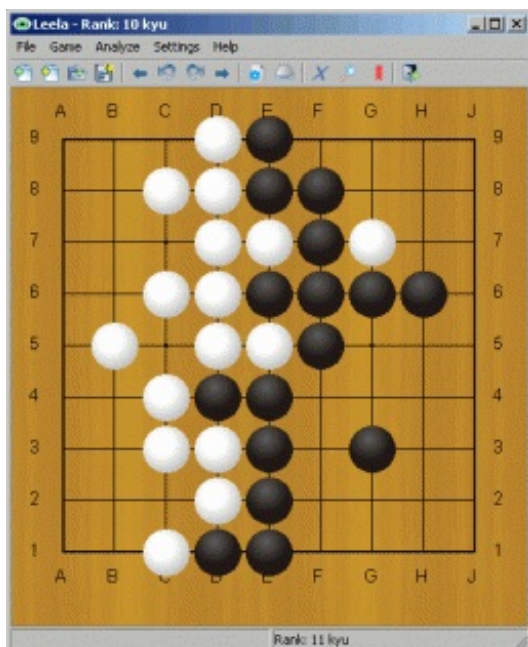 Leela - Rank: 10 kyu
File Game Analyze Settings Help
A B C D E F G H J
9 9
8 8
7 7
6 6
5 5
4 4
3 3
2 2
1 1
A B C D E F G H J
Rank: 11 kyu